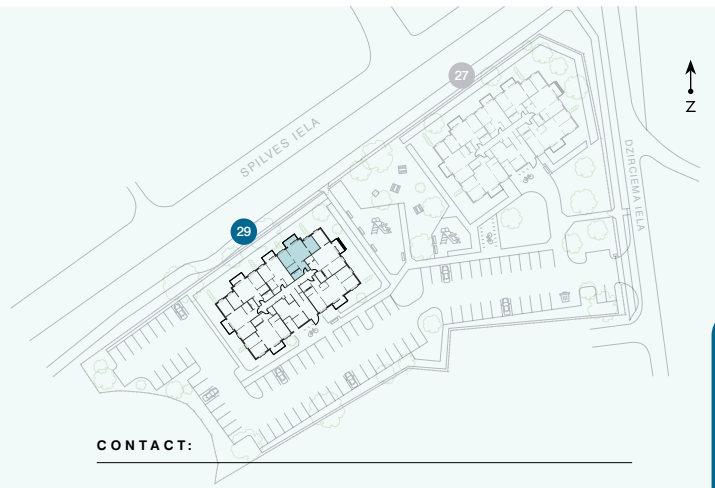 27
Z
SPILVES IELA
DZIRCIEMA IELA
29
CONTACT: